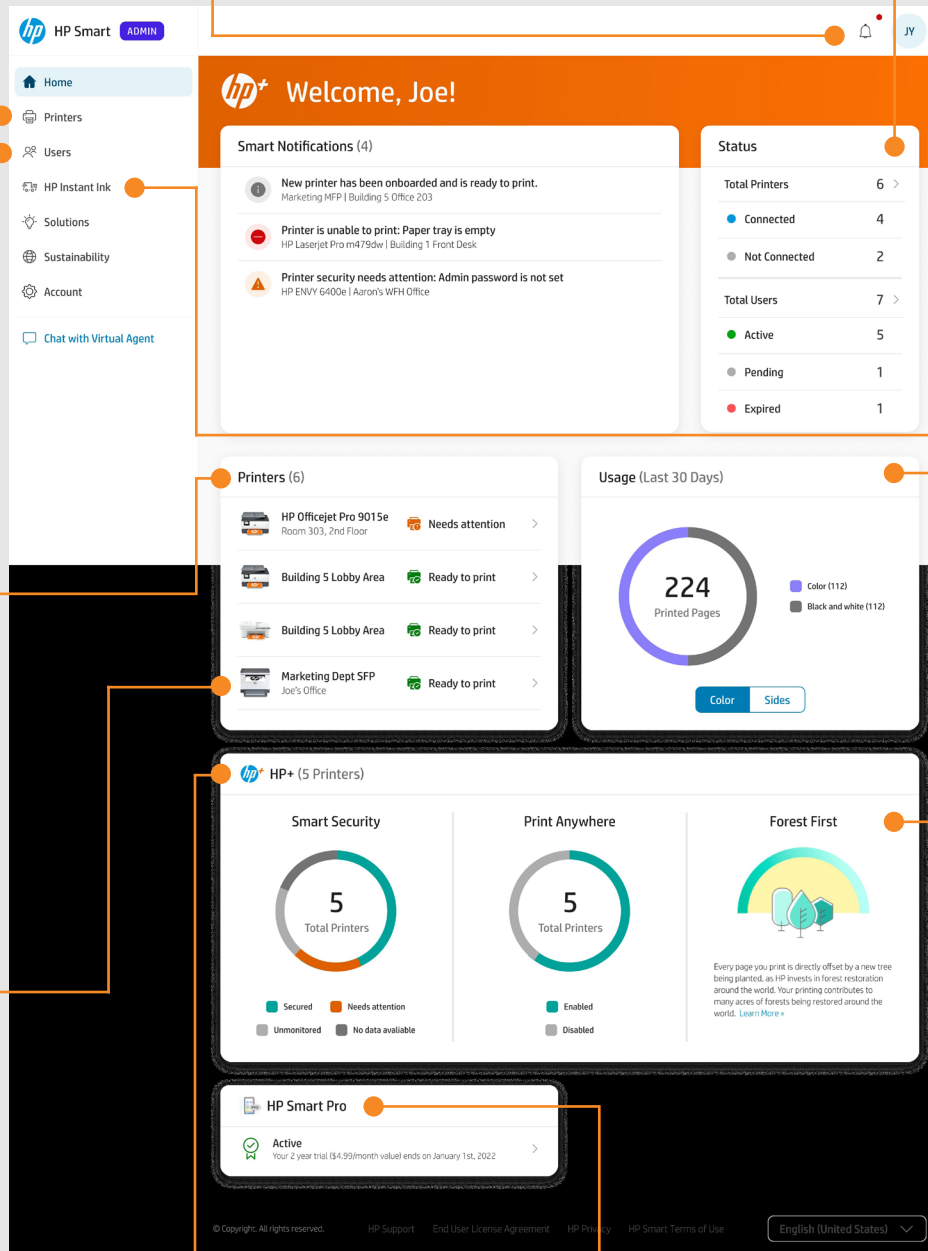 hp HP Smart ADMIN
JY
Home
Printers
Users
HP Instant Ink
Solutions
Sustainability
Account
Chat with Virtual Agent
hp+ Welcome, Joe!
Smart Notifications (4)
New printer has been onboarded and is ready to print.
Marketing MFP | Building 5 Office 203
Printer is unable to print: Paper tray is empty
HP Laserjet Pro m479dw | Building 1 Front Desk
Printer security needs attention: Admin password is not set
HP ENVY 6400e | Aaron's WFH Office
Status
Total Printers 6 >
Connected 4
Not Connected 2
Total Users 7 >
Active 5
Pending 1
Expired 1
Printers (6)
HP Officejet Pro 9015e
Room 303, 2nd Floor
Needs attention >
Building 5 Lobby Area Ready to print >
Building 5 Lobby Area Ready to print >
Marketing Dept SFP
Joe's Office
Ready to print >
Usage (Last 30 Days)
224
Printed Pages
Color (112)
Black and white (112)
Color Sides
hp+ HP+ (5 Printers)
Smart Security
5
Total Printers
Secured Needs attention
Unmonitored No data avaliable
Print Anywhere
5
Total Printers
Enabled
Disabled
Forest First
Every page you print is directly offset by a new tree
being planted, as HP invests in forest restoration
around the world. Your printing contributes to
many acres of forests being restored around the
world. Learn More »
HP Smart Pro
Active
Your 2 year trial ($4.99/month value) ends on January 1st, 2022 >
© Copyright. All rights reserved. HP Support End User License Agreement HP Privacy HP Smart Terms of Use English (United States)